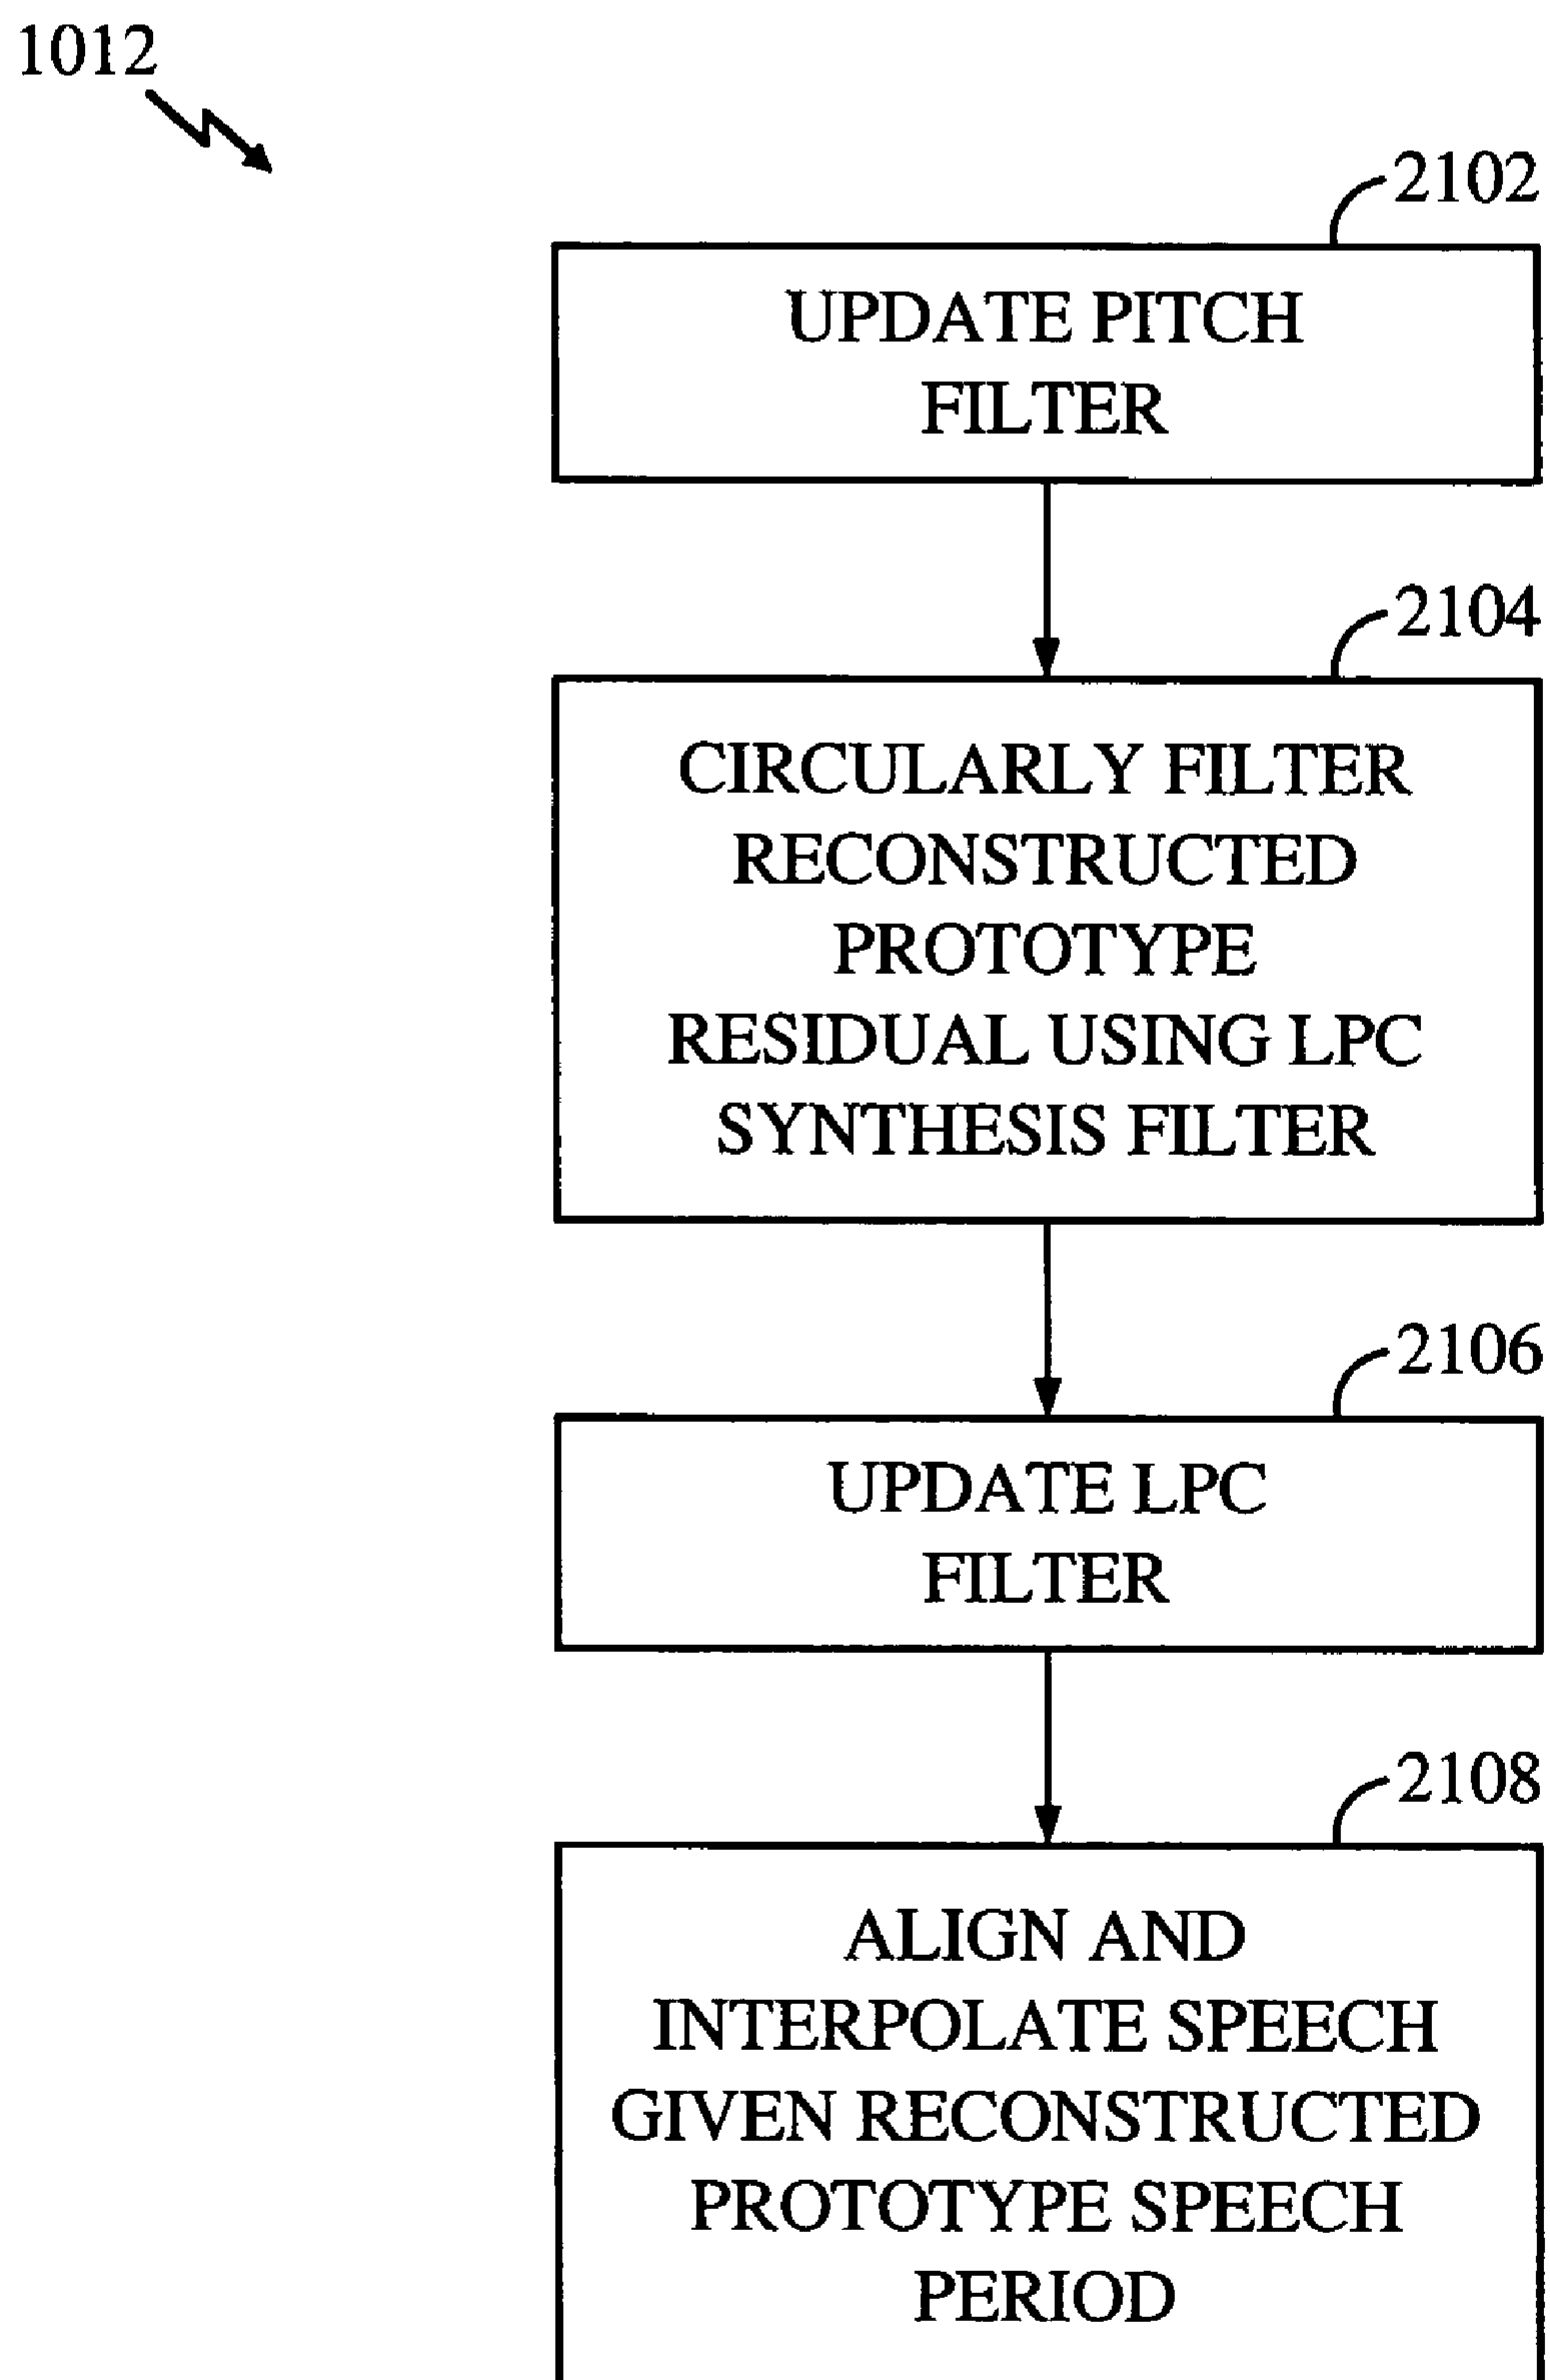 1012
2102
UPDATE PITCH
FILTER
2104
CIRCULARLY FILTER
RECONSTRUCTED
PROTOTYPE
RESIDUAL USING LPC
SYNTHESIS FILTER
2106
UPDATE LPC
FILTER
2108
ALIGN AND
INTERPOLATE SPEECH
GIVEN RECONSTRUCTED
PROTOTYPE SPEECH
PERIOD